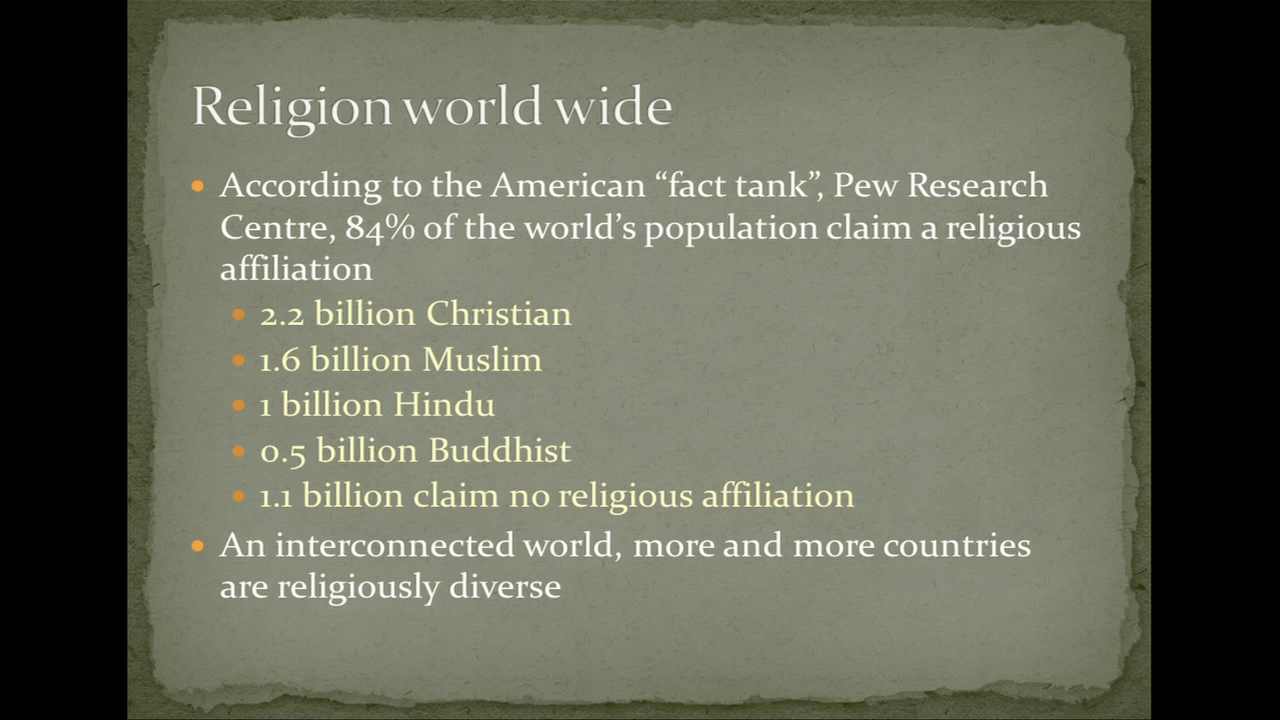 Religion world wide
• According to the American “fact tank”, Pew Research
Centre, 84% of the world’s population claim a religious
affiliation
• 2.2 billion Christian
• 1.6 billion Muslim
• 1 billion Hindu
• 0.5 billion Buddhist
• 1.1 billion claim no religious affiliation
• An interconnected world, more and more countries
are religiously diverse